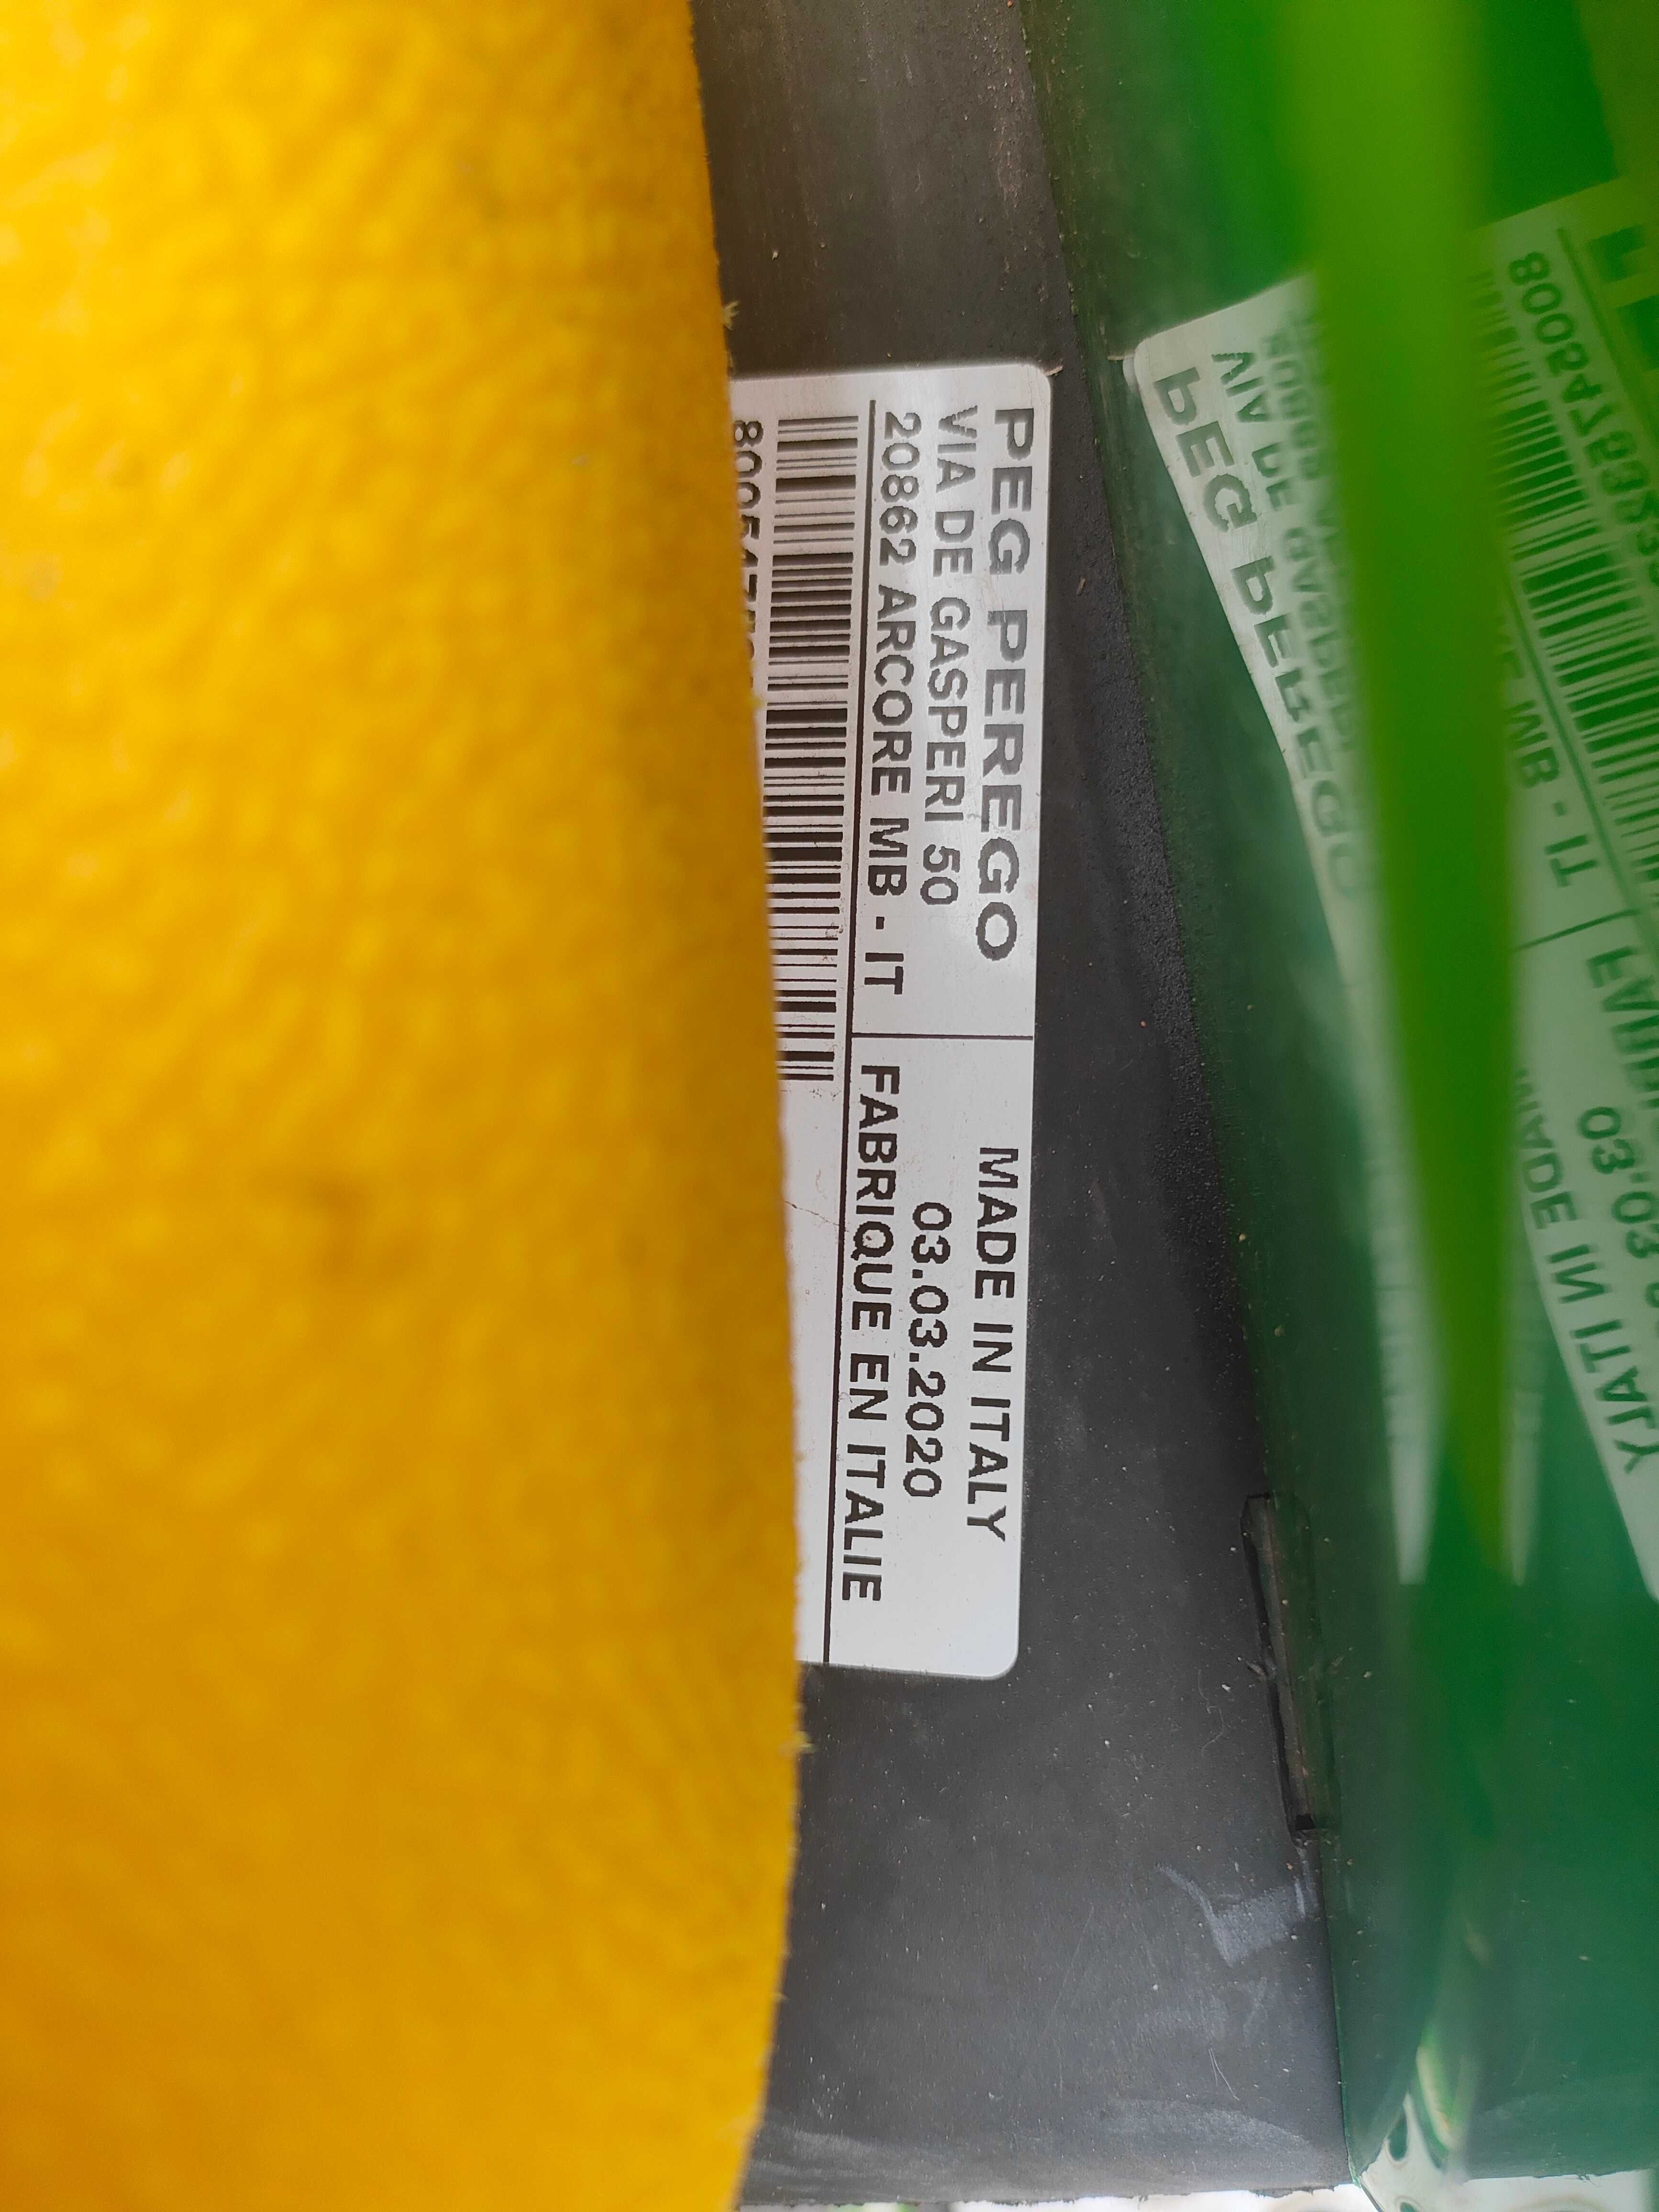 PEG PEREGO
VIA DE GASPERI 50
20862 ARCORE MB - IT
MADE IN ITALY
03.03.2020
FABRIQUE EN ITALIE